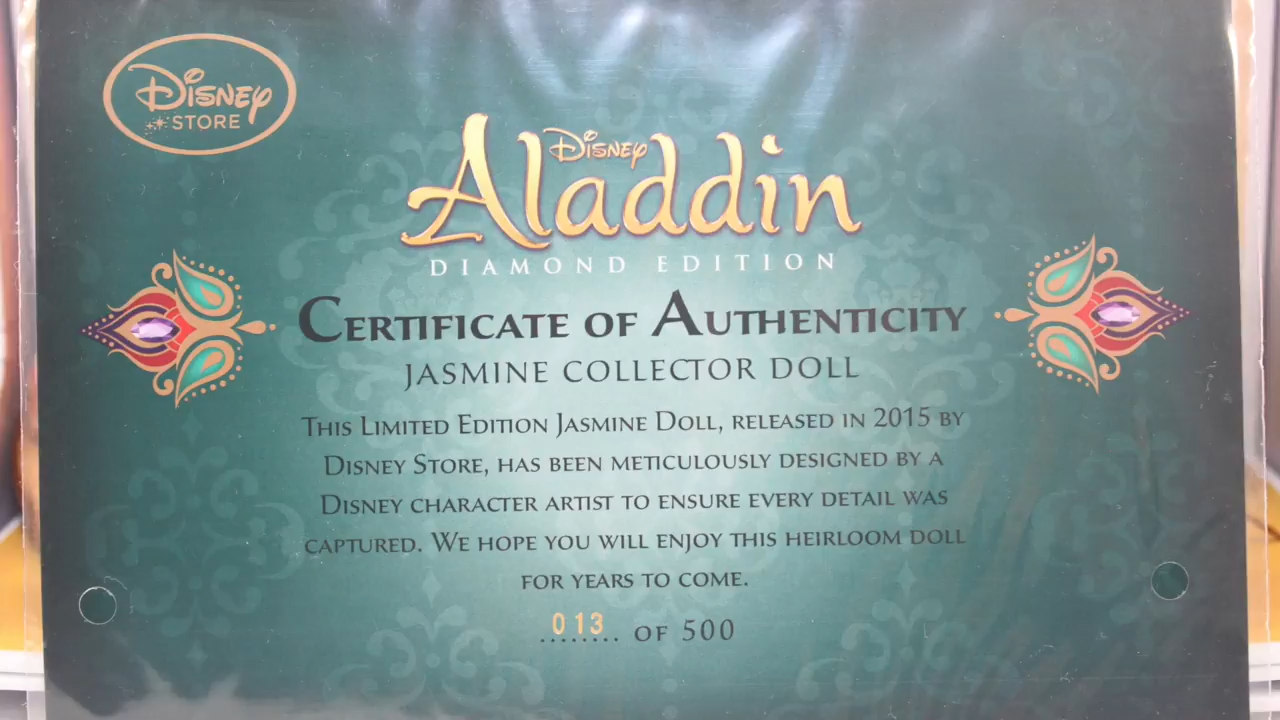 Disney
STORE
Disney
Aladdin
DIAMOND EDITION
CERTIFICATE OF AUTHENTICITY
JASMINE COLLECTOR DOLL
THIS LIMITED EDITION JASMINE DOLL, RELEASED IN 2015 BY
DISNEY STORE, HAS BEEN METICULOUSLY DESIGNED BY A
DISNEY CHARACTER ARTIST TO ENSURE EVERY DETAIL WAS
CAPTURED. WE HOPE YOU WILL ENJOY THIS HEIRLOOM DOLL
FOR YEARS TO COME.
013 OF 500